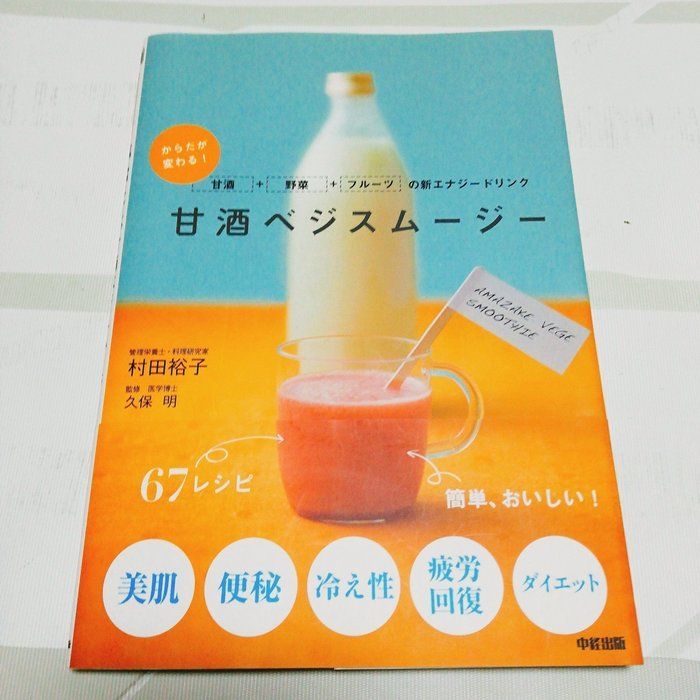 からだが
変わる！
甘酒 + 野菜 + フルーツ の新エナジードリンク
甘酒ベジスムージー
AMAZAKE VEGE
SMOOTHIE
管理栄養士・料理研究家
村田裕子
監修 医学博士
久保 明
67レシピ
簡単、おいしい！
美肌
便秘
冷え性
疲労
回復
ダイエット
中経出版